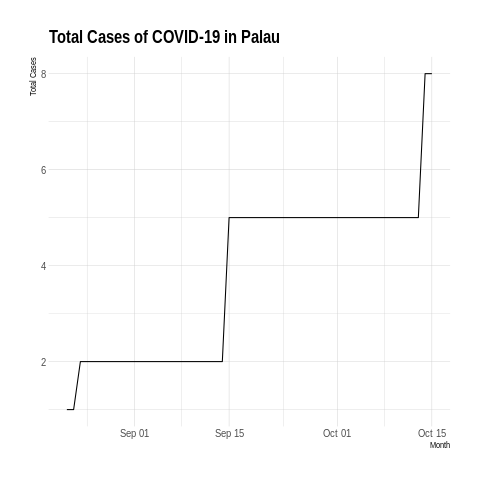 Total Cases of COVID-19 in Palau
Total Cases
8
6
4
2
Sep 01 Sep 15 Oct 01 Oct 15
Month